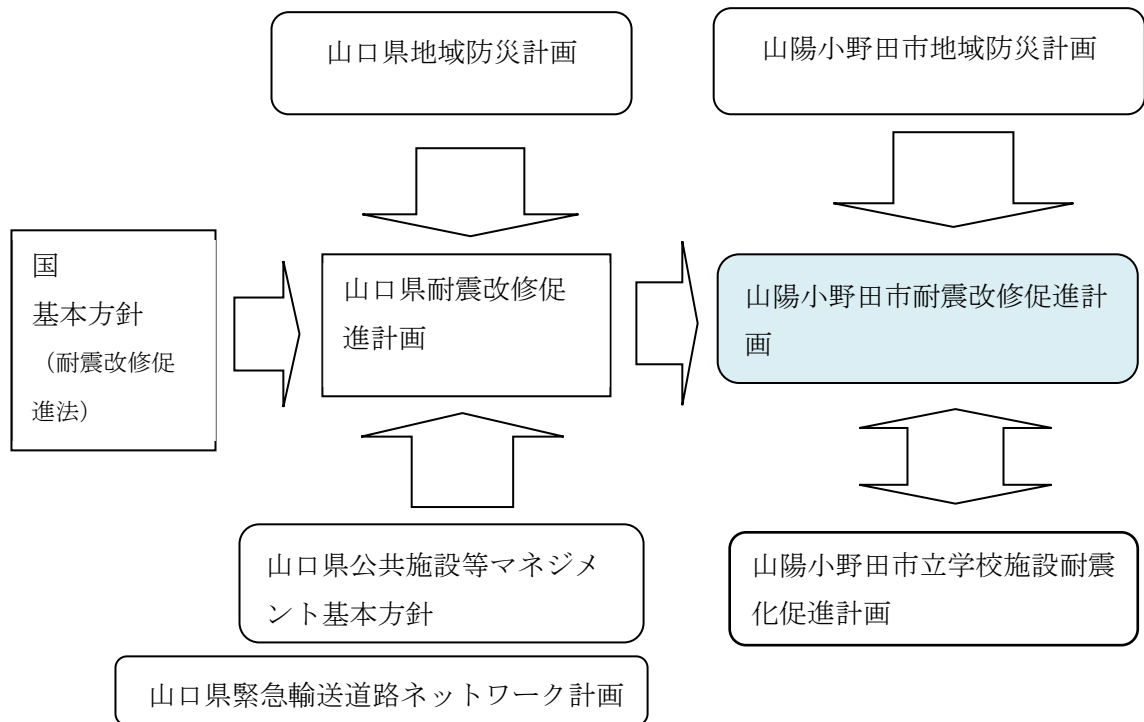 山口県地域防災計画
山陽小野田市地域防災計画
国
基本方針
（耐震改修促
進法）
山口県耐震改修促
進計画
山陽小野田市耐震改修促進計
画
山口県公共施設等マネジメ
ント基本方針
山陽小野田市立学校施設耐震
化促進計画
山口県緊急輸送道路ネットワーク計画